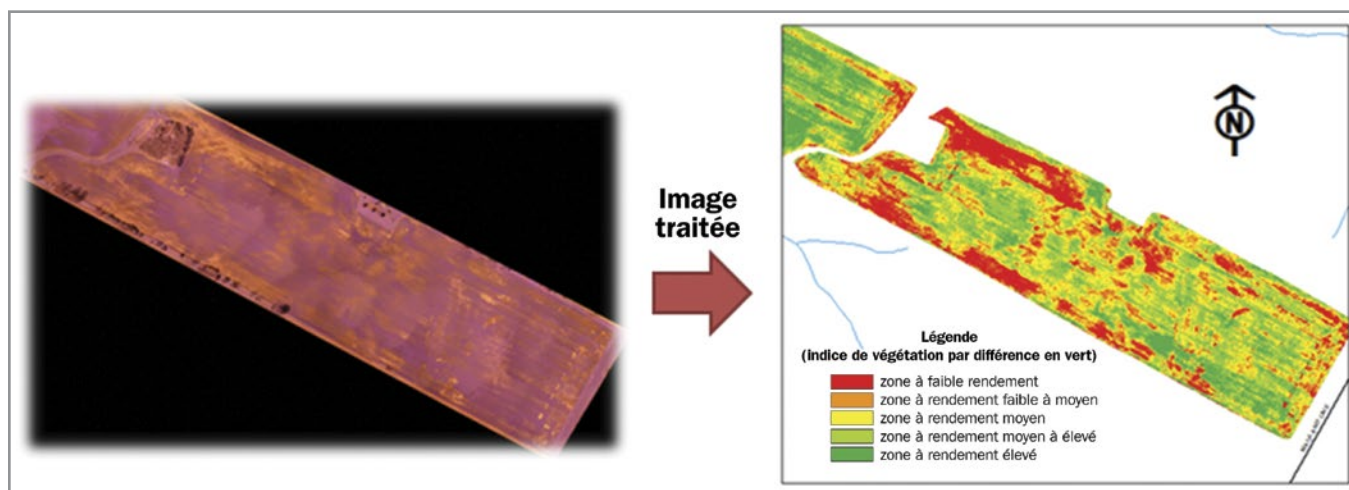 Image
traitée
N
Légende
(indice de végétation par différence en vert)
zone à faible rendement
zone à rendement faible à moyen
zone à rendement moyen
zone à rendement moyen à élevé
zone à rendement élevé